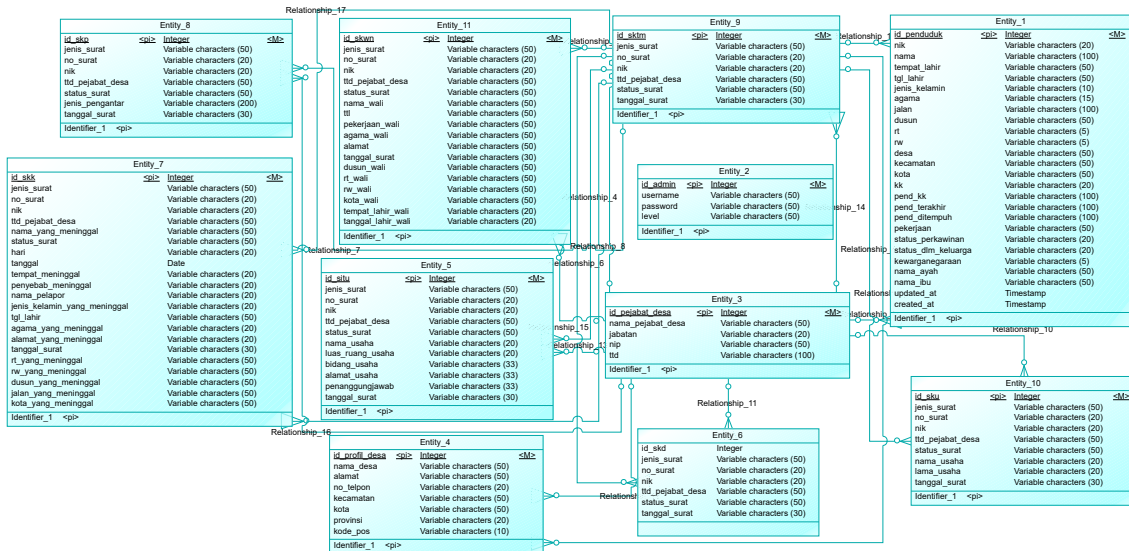 Entity_8
id_skp <pi> Integer <M>
jenis_surat Variable characters (50)
no_surat Variable characters (20)
nik Variable characters (20)
ttd_pejabat_desa Variable characters (50)
status_surat Variable characters (50)
jenis_pengantar Variable characters (200)
tanggal_surat Variable characters (30)
Identifier_1 <pi>
Relationship_17
Entity_11
id_skwn <pi> Integer <M>
jenis_surat Variable characters (50)
no_surat Variable characters (20)
nik Variable characters (20)
ttd_pejabat_desa Variable characters (50)
status_surat Variable characters (50)
nama_wali Variable characters (50)
ttl Variable characters (50)
pekerjaan_wali Variable characters (50)
agama_wali Variable characters (50)
alamat Variable characters (50)
tanggal_surat Variable characters (30)
dusun_wali Variable characters (50)
rt_wali Variable characters (20)
rw_wali Variable characters (20)
kota_wali Variable characters (20)
tempat_lahir_wali Variable characters (20)
tanggal_lahir_wali Variable characters (20)
Identifier_1 <pi>
Entity_9
id_sktm <pi> Integer <M>
jenis_surat Variable characters (50)
no_surat Variable characters (20)
nik Variable characters (20)
ttd_pejabat_desa Variable characters (50)
status_surat Variable characters (50)
tanggal_surat Variable characters (30)
Identifier_1 <pi>
Entity_1
id_penduduk <pi> Integer <M>
nik Variable characters (20)
nama Variable characters (100)
tempat_lahir Variable characters (50)
tgl_lahir Variable characters (50)
jenis_kelamin Variable characters (10)
agama Variable characters (15)
jalan Variable characters (100)
dusun Variable characters (50)
rt Variable characters (5)
rw Variable characters (5)
desa Variable characters (50)
kecamatan Variable characters (50)
kota Variable characters (50)
kk Variable characters (20)
pend_kk Variable characters (100)
pend_terakhir Variable characters (100)
pend_ditempuh Variable characters (100)
pekerjaan Variable characters (50)
status_perkawinan Variable characters (20)
status_dlm_keluarga Variable characters (20)
kewarganegaraan Variable characters (5)
nama_ayah Variable characters (50)
nama_ibu Variable characters (50)
updated_at Timestamp
created_at Timestamp
Identifier_1 <pi>
Entity_7
id_skk <pi> Integer <M>
jenis_surat Variable characters (50)
no_surat Variable characters (20)
nik Variable characters (20)
ttd_pejabat_desa Variable characters (50)
nama_yang_meninggal Variable characters (50)
status_surat Variable characters (50)
hari Variable characters (20)
tanggal Date
tempat_meninggal Variable characters (20)
penyebab_meninggal Variable characters (20)
nama_pelapor Variable characters (20)
jenis_kelamin_yang_meninggal Variable characters (20)
tgl_lahir Variable characters (50)
agama_yang_meninggal Variable characters (20)
alamat_yang_meninggal Variable characters (50)
tanggal_surat Variable characters (30)
rt_yang_meninggal Variable characters (50)
rw_yang_meninggal Variable characters (50)
dusun_yang_meninggal Variable characters (50)
jalan_yang_meninggal Variable characters (50)
kota_yang_meninggal Variable characters (50)
Identifier_1 <pi>
Entity_2
id_admin <pi> Integer <M>
username Variable characters (50)
password Variable characters (50)
level Variable characters (50)
Identifier_1 <pi>
Relationship_4
Relationship_7
Relationship_6
Relationship_10
Entity_5
id_situ <pi> Integer <M>
jenis_surat Variable characters (50)
no_surat Variable characters (20)
nik Variable characters (20)
ttd_pejabat_desa Variable characters (50)
status_surat Variable characters (50)
nama_usaha Variable characters (20)
luas_ruang_usaha Variable characters (20)
bidang_usaha Variable characters (33)
alamat_usaha Variable characters (33)
penanggungjawab Variable characters (33)
tanggal_surat Variable characters (30)
Identifier_1 <pi>
Entity_3
id_pejabat_desa <pi> Integer <M>
nama_pejabat_desa Variable characters (50)
jabatan Variable characters (20)
nip Variable characters (50)
ttd Variable characters (100)
Identifier_1 <pi>
Entity_10
id_sku <pi> Integer <M>
jenis_surat Variable characters (50)
no_surat Variable characters (20)
nik Variable characters (20)
ttd_pejabat_desa Variable characters (50)
status_surat Variable characters (50)
nama_usaha Variable characters (20)
lama_usaha Variable characters (20)
tanggal_surat Variable characters (30)
Identifier_1 <pi>
Relationship_11
Relationship_16
Entity_4
id_profil_desa <pi> Integer <M>
nama_desa Variable characters (50)
alamat Variable characters (50)
no_telpon Variable characters (20)
kecamatan Variable characters (50)
kota Variable characters (50)
provinsi Variable characters (20)
kode_pos Variable characters (10)
Identifier_1 <pi>
Entity_6
id_skd Integer
jenis_surat Variable characters (50)
no_surat Variable characters (20)
nik Variable characters (20)
ttd_pejabat_desa Variable characters (50)
status_surat Variable characters (50)
tanggal_surat Variable characters (30)